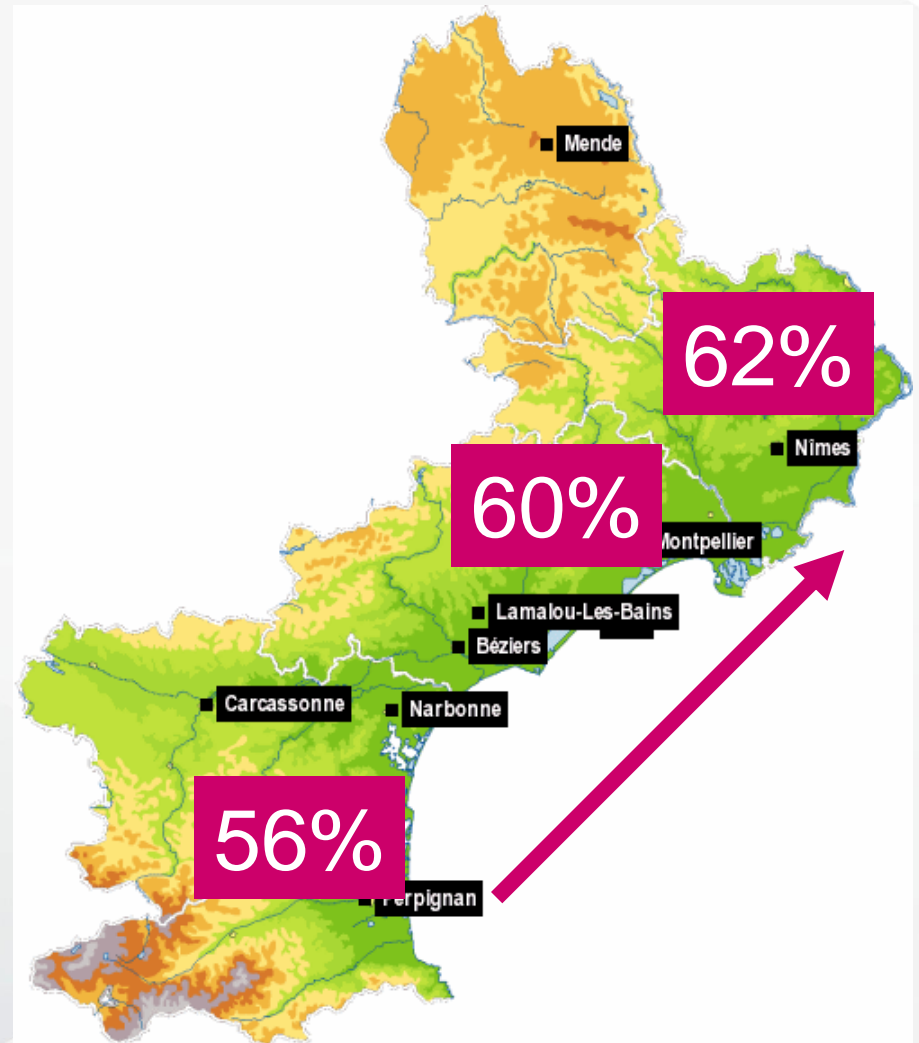 Mende
62%
Nîmes
60%
Montpellier
Lamalou-Les-Bains
Béziers
Carcassonne
Narbonne
56%
Perpignan